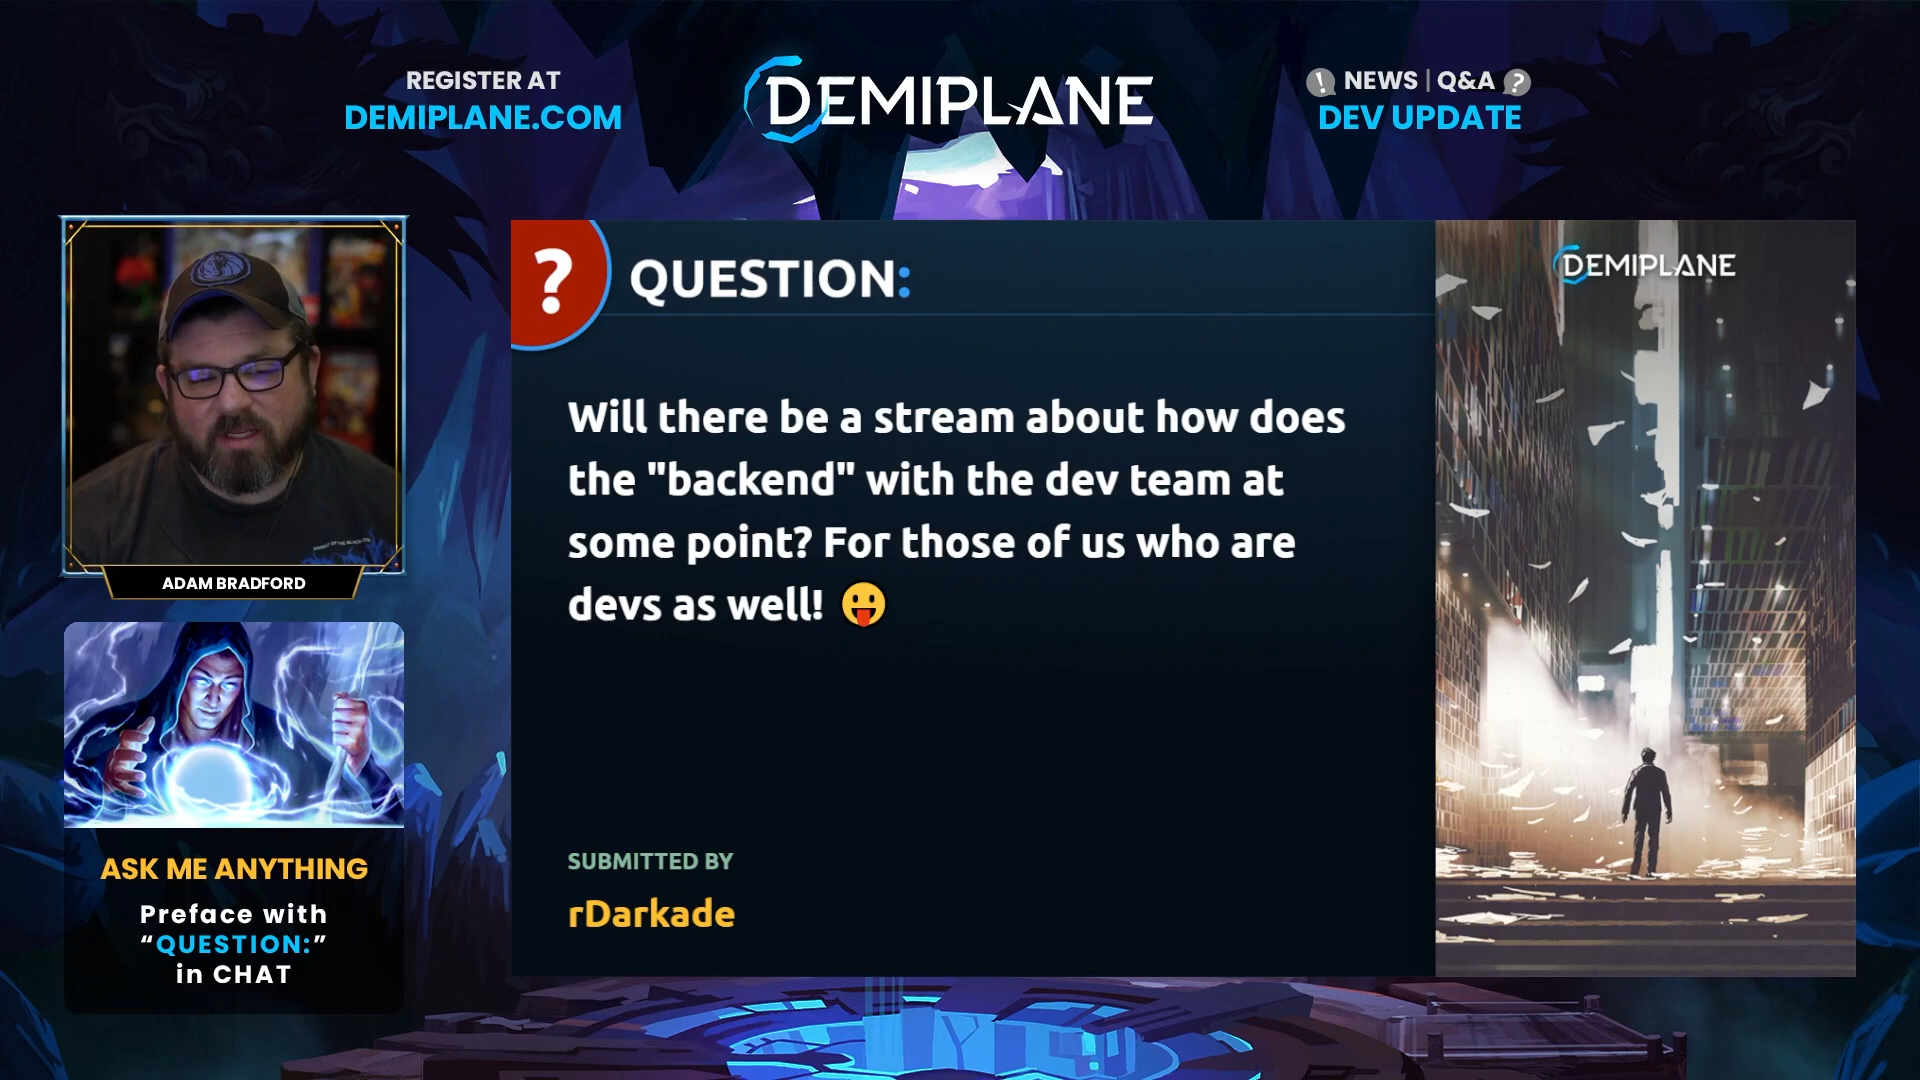 REGISTER AT
DEMIPLANE.COM
DEMIPLANE
! NEWS | Q&A ?
DEV UPDATE
? QUESTION:
DEMIPLANE
Will there be a stream about how does
the "backend" with the dev team at
some point? For those of us who are
devs as well! 😛
SUBMITTED BY
rDarkade
ADAM BRADFORD
ASK ME ANYTHING
Preface with
“QUESTION:”
in CHAT